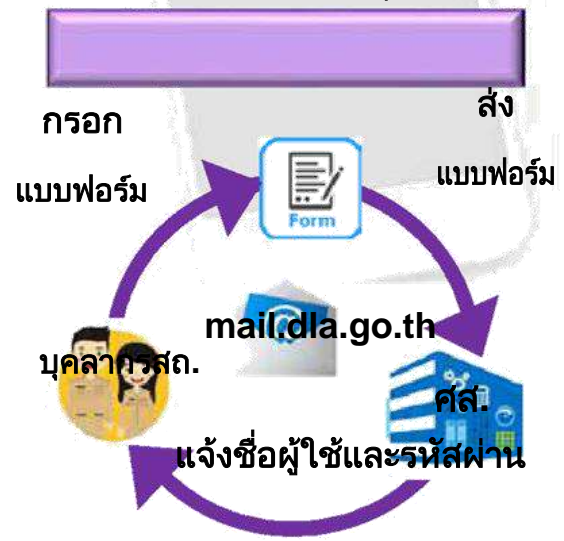 กรอก
แบบฟอร์ม
ส่ง
แบบฟอร์ม
Form
mail.dla.go.th
บุคลากรสถ.
ศส.
แจ้งชื่อผู้ใช้และรหัสผ่าน